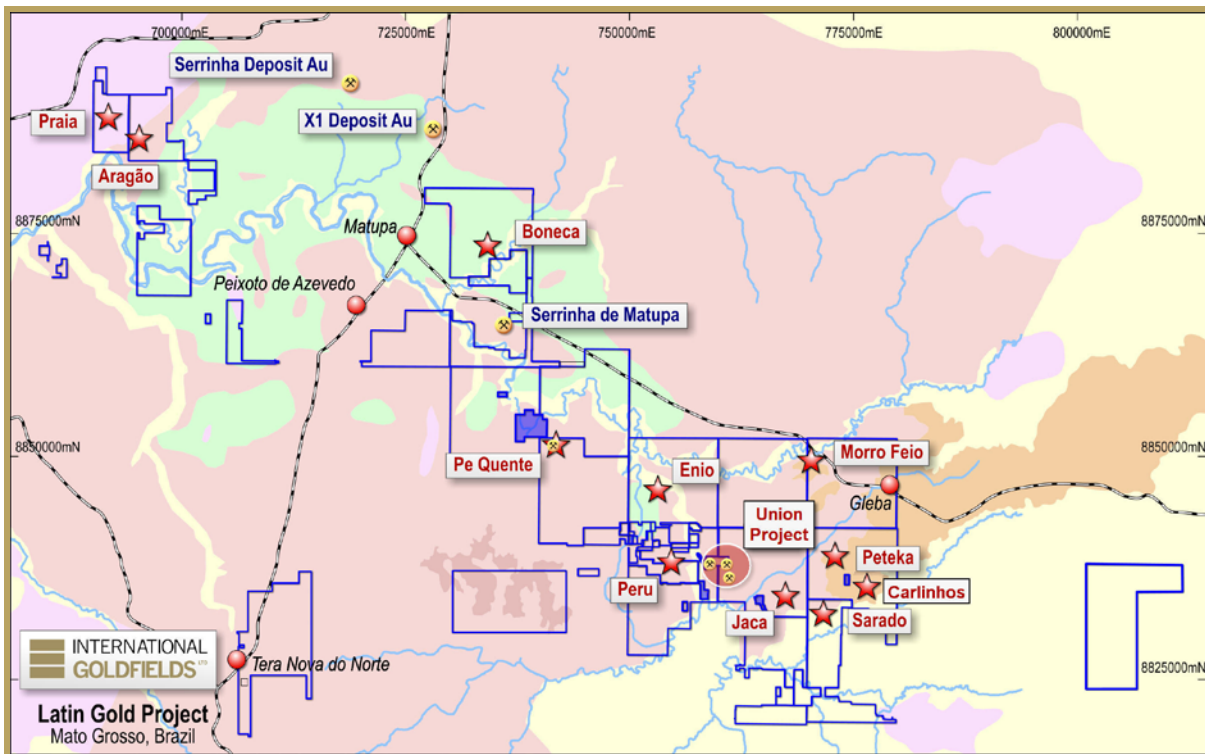 700000mE
725000mE
750000mE
775000mE
800000mE
Serrinha Deposit Au
X1 Deposit Au
Praia
Aragão
8875000mN
8875000mN
Matupa
Boneca
Peixoto de Azevedo
Serrinha de Matupa
8850000mN
8850000mN
Pe Quente
Enio
Morro Feio
Gleba
Union
Project
Peteka
Peru
Carlinhos
Jaca
Sarado
INTERNATIONAL
GOLDFIELDS LTD
Tera Nova do Norte
8825000mN
Latin Gold Project
Mato Grosso, Brazil